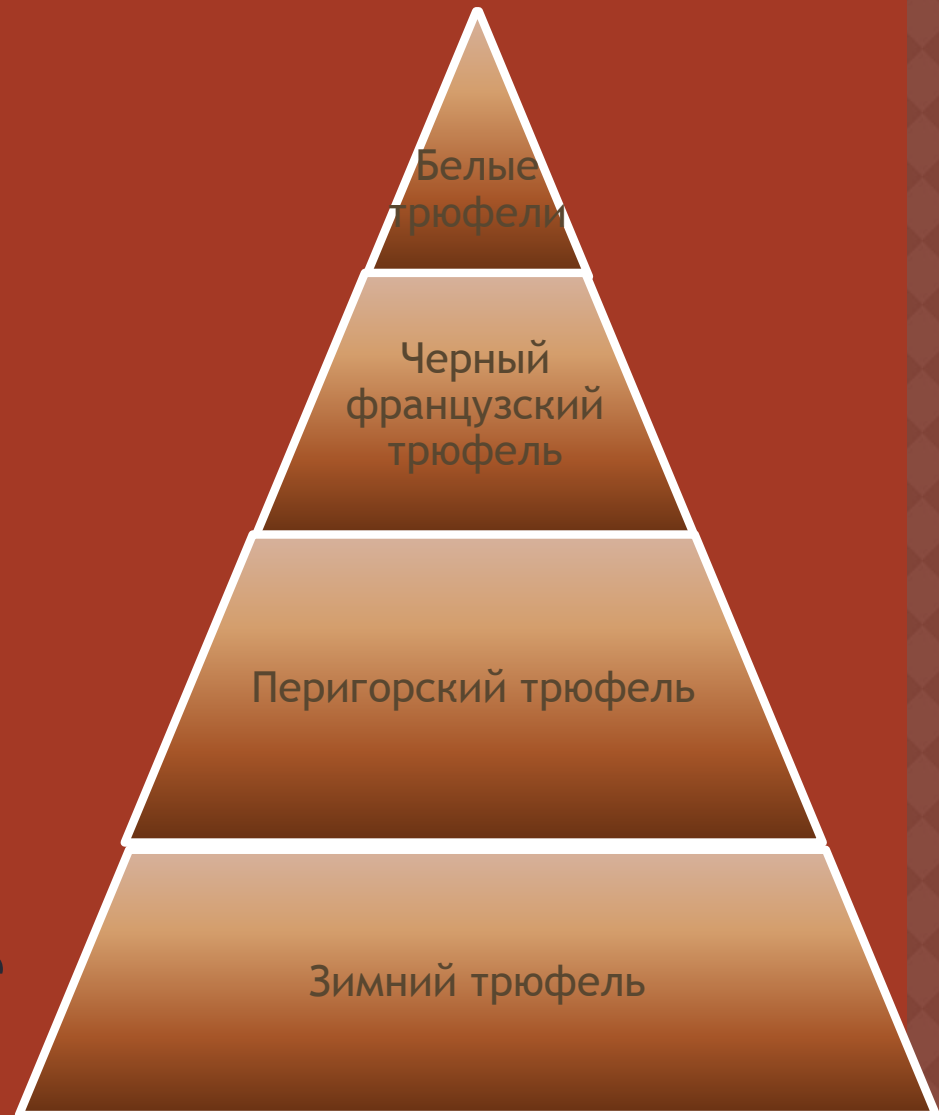 Белые
трюфели
Черный
французский
трюфель
Перигорский трюфель
Зимний трюфель